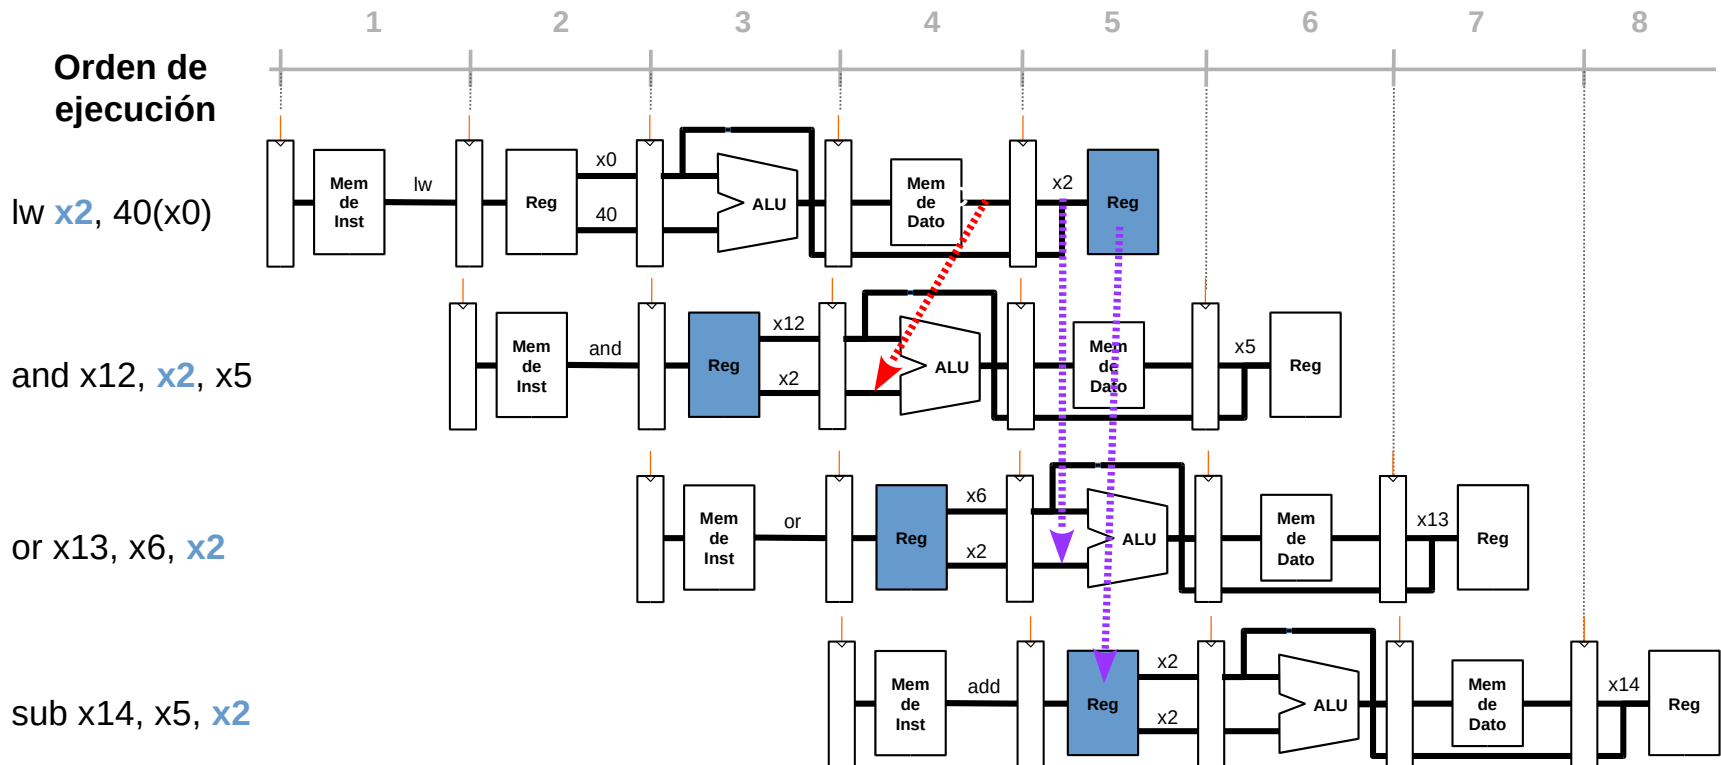 1 2 3 4 5 6 7 8
Orden de
ejecución
lw x2, 40(x0)
Mem
de
Inst
lw
Reg
x0
40
ALU
Mem
de
Dato
x2
Reg
and x12, x2, x5
Mem
de
Inst
and
Reg
x12
x2
ALU
Mem
de
Dato
x5
Reg
or x13, x6, x2
Mem
de
Inst
or
Reg
x6
x2
ALU
Mem
de
Dato
x13
Reg
sub x14, x5, x2
Mem
de
Inst
add
Reg
x2
x2
ALU
Mem
de
Dato
x14
Reg